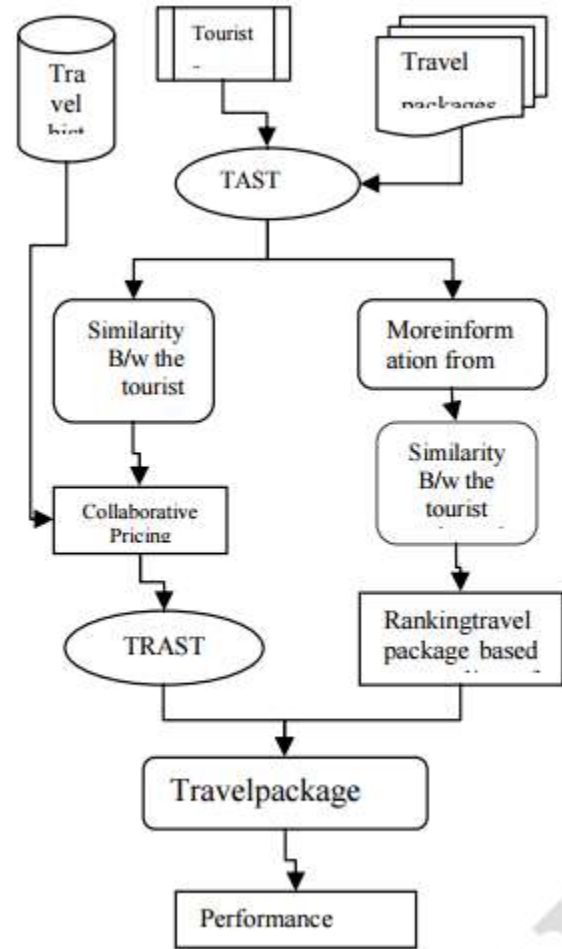 Tra
vel
Tourist
Travel
packages
TAST
Similarity
B/w the
tourist
Moreinform
ation from
Similarity
B/w the
tourist
Collaborative
Pricing
TRAST
Rankingtravel
package based
Travelpackage
Performance